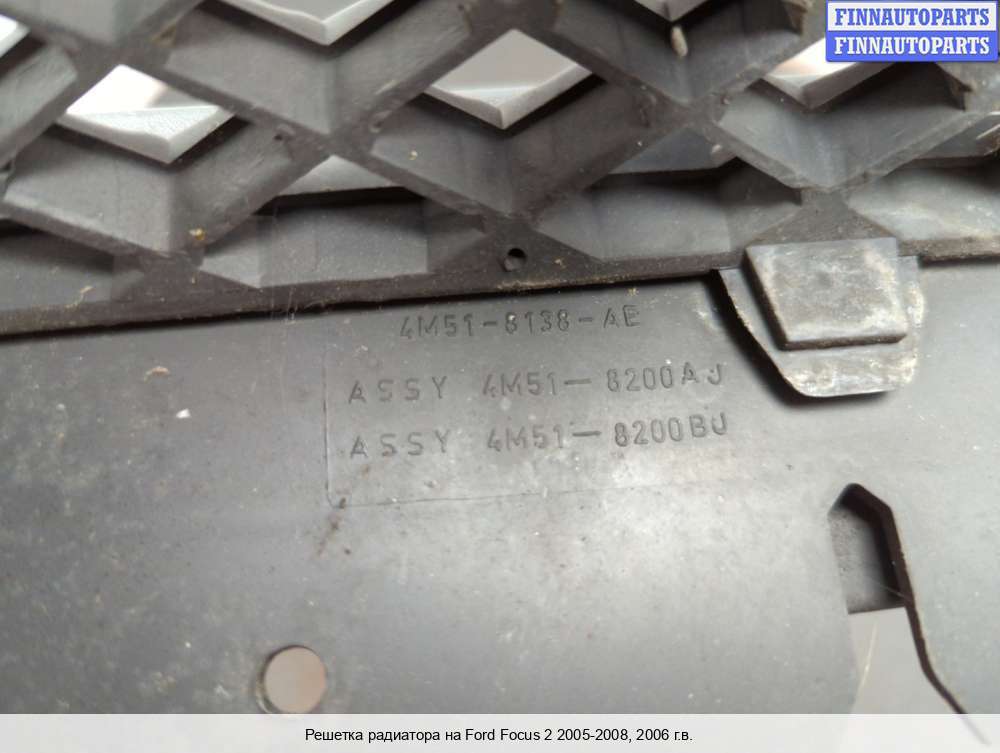 FINNAUTOPARTS
FINNAUTOPARTS
4M51-8138-AE
ASSY 4M51-8200AJ
ASSY 4M51-8200BJ
Решетка радиатора на Ford Focus 2 2005-2008, 2006 г.в.